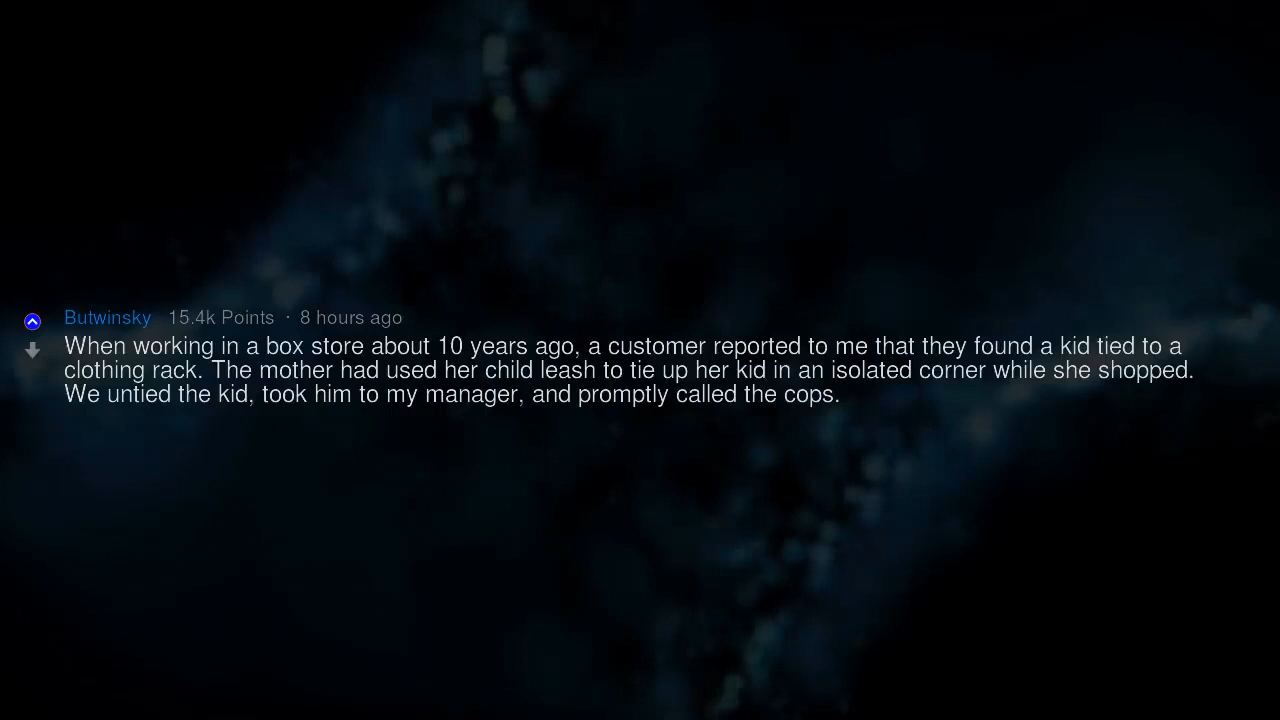 Butwinsky 15.4k Points · 8 hours ago
When working in a box store about 10 years ago, a customer reported to me that they found a kid tied to a
clothing rack. The mother had used her child leash to tie up her kid in an isolated corner while she shopped.
We untied the kid, took him to my manager, and promptly called the cops.